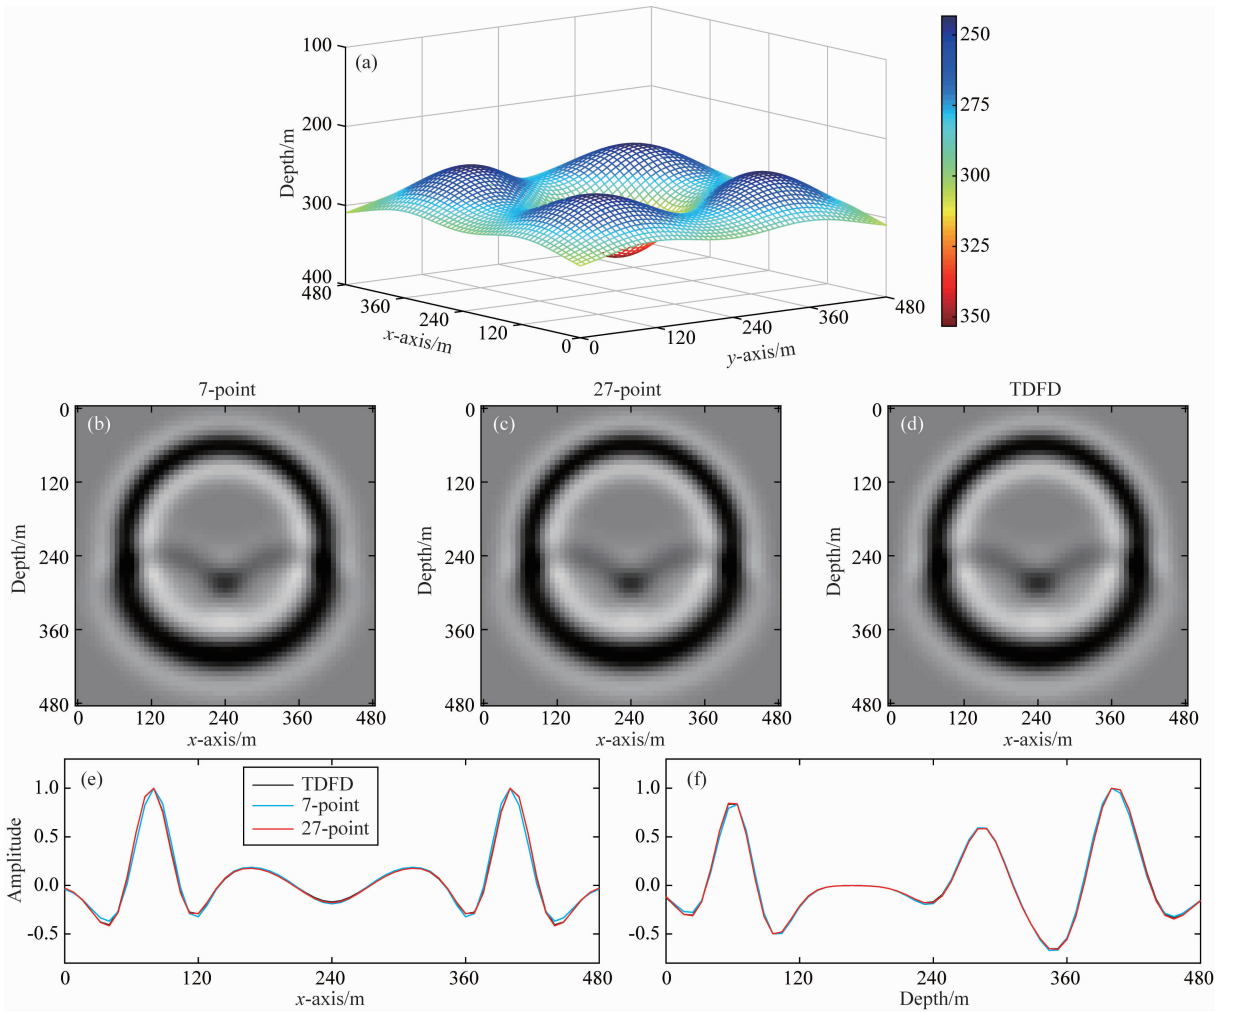 (a)
100
200
300
400
Depth/m
480
360
240
120
0
x-axis/m
0
120
240
360
480
y-axis/m
250
275
300
325
350
7-point
27-point
TDFD
(b)
0
120
240
360
480
Depth/m
0 120 240 360 480
x-axis/m
(c)
0
120
240
360
480
Depth/m
0 120 240 360 480
x-axis/m
(d)
0
120
240
360
480
Depth/m
0 120 240 360 480
x-axis/m
(e)
TDFD
7-point
27-point
1.0
0.5
0.0
-0.5
Amplitude
0 120 240 360 480
x-axis/m
(f)
1.0
0.5
0.0
-0.5
0 120 240 360 480
Depth/m